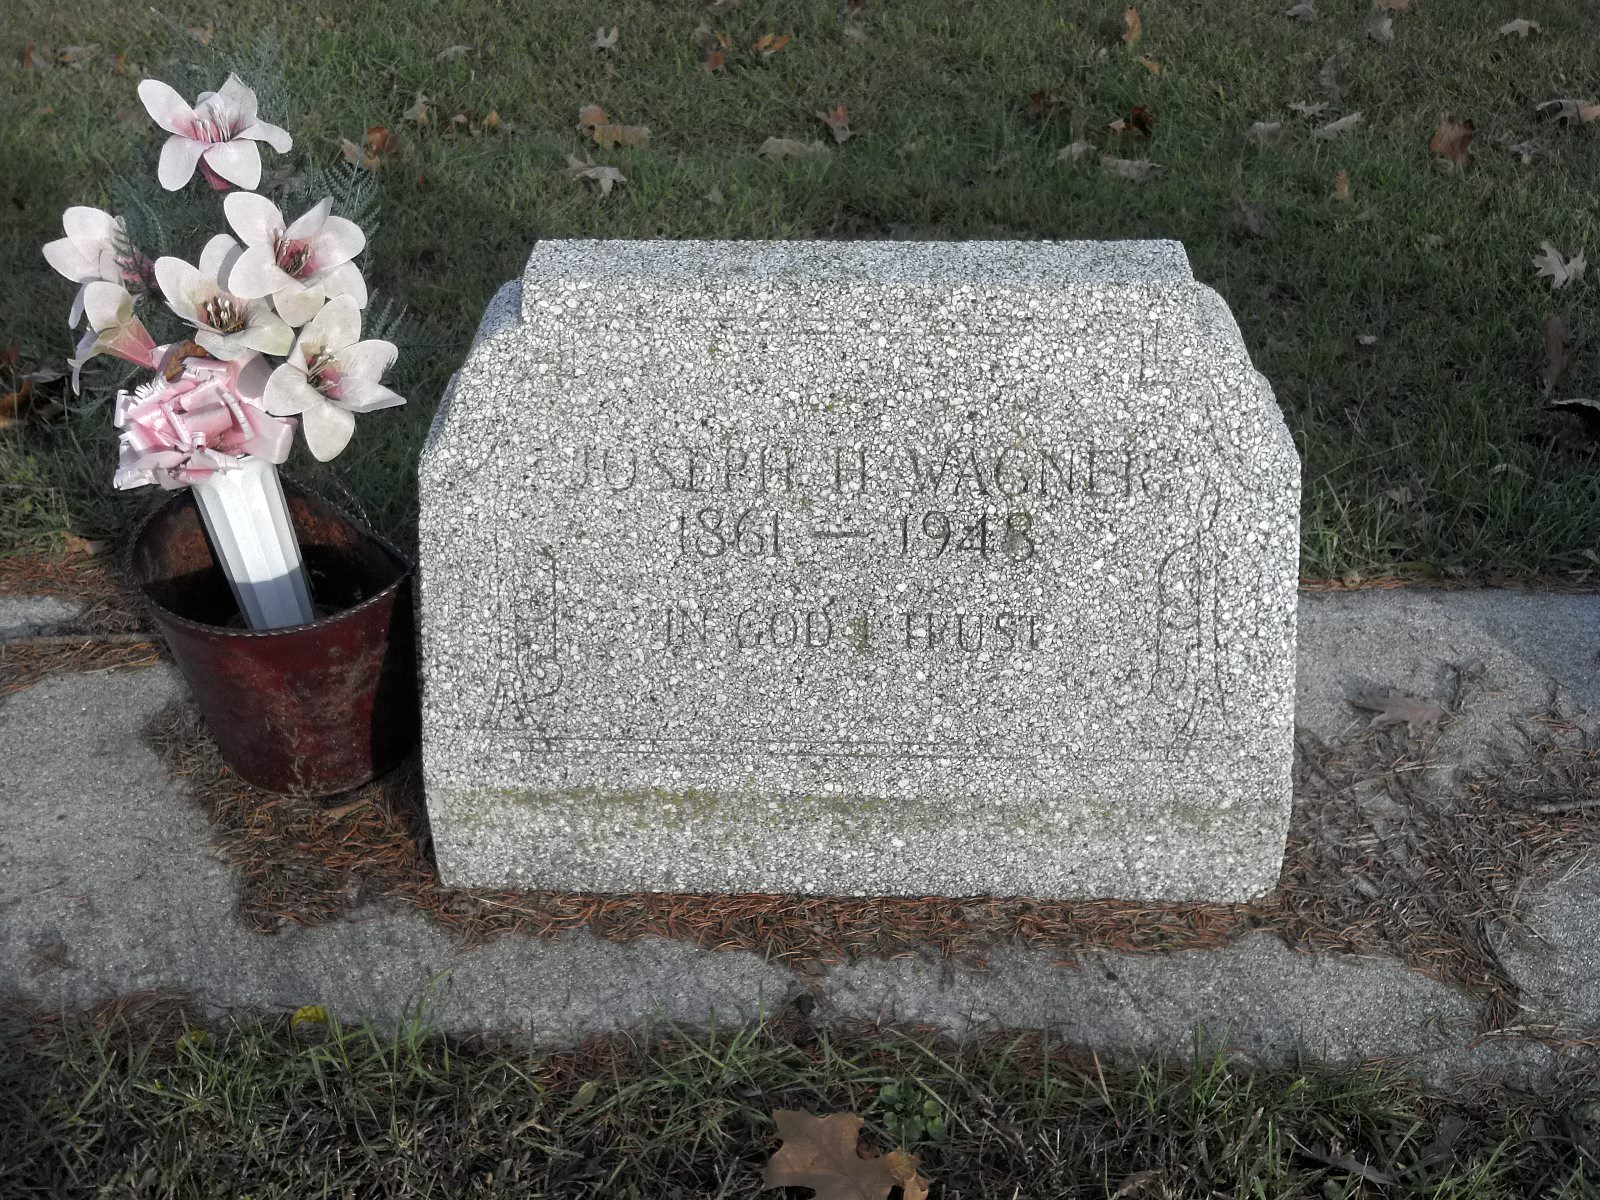 JOSEPH H WAGNER
1861 – 1948
IN GOD I TRUST